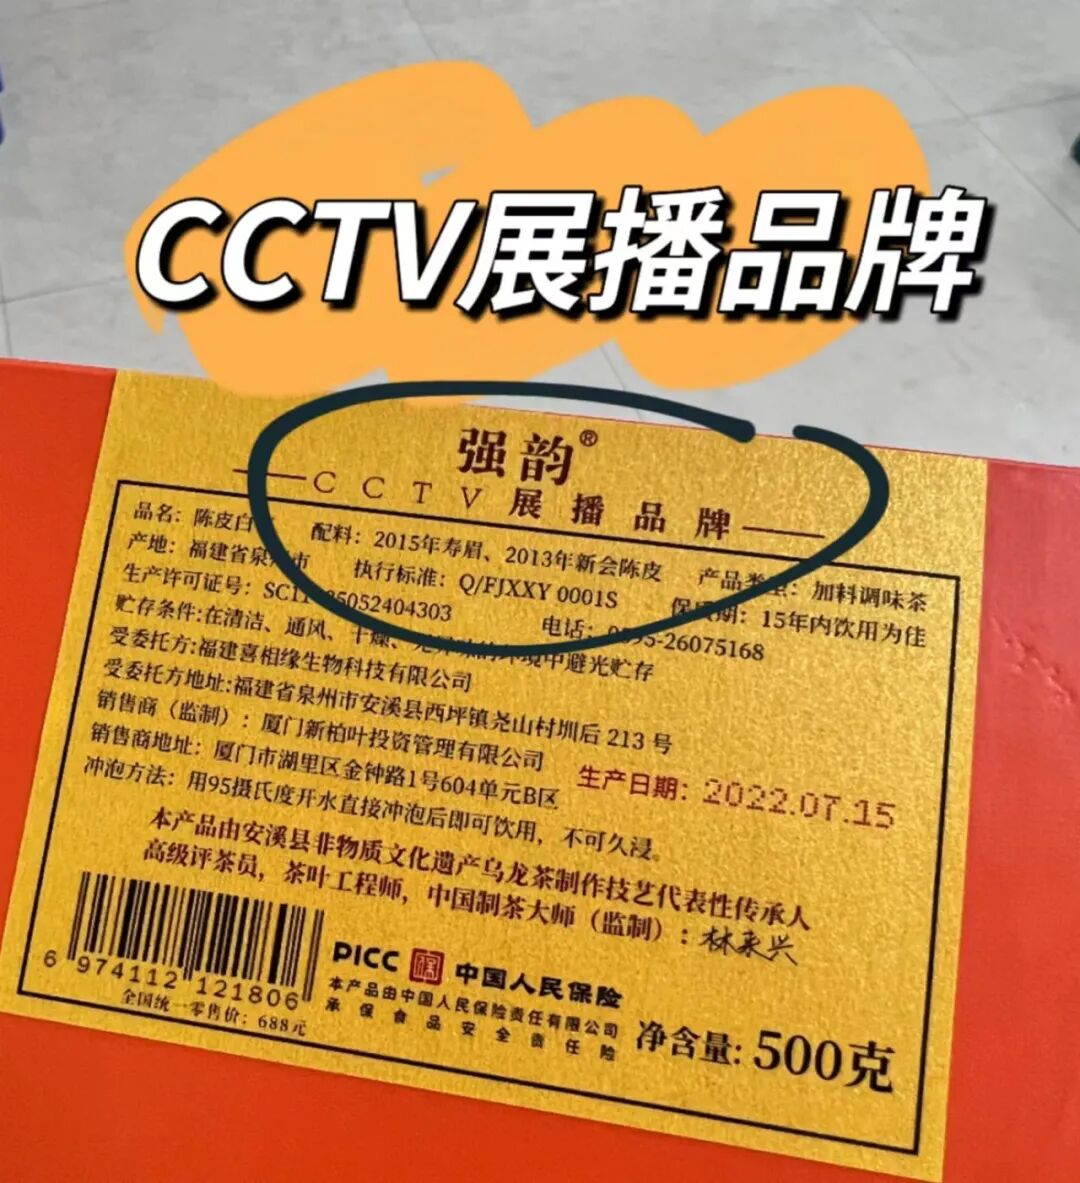 CCTV展播品牌
强韵®
CCTV展播品牌
品名：陈皮白 配料：2015年寿眉、2013年新会陈皮 产品类型：加料调味茶
产地：福建省泉州市 执行标准：Q/FJXXY 0001S 保质期：15年内饮用为佳
生产许可证号：SC11 35052404303 电话：0595-26075168
贮存条件:在清洁、通风、干燥、无异味的环境中避光贮存
受委托方:福建喜相缘生物科技有限公司
受委托方地址:福建省泉州市安溪县西坪镇尧山村圳后 213 号
销售商（监制）：厦门新柏叶投资管理有限公司
销售商地址：厦门市湖里区金钟路1号604单元B区
生产日期：2022.07.15
冲泡方法：用95摄氏度开水直接冲泡后即可饮用，不可久浸。
本产品由安溪县非物质文化遗产乌龙茶制作技艺代表性传承人
高级评茶员，茶叶工程师，中国制茶大师（监制）：林来兴
6 974112 121806
全国统一零售价：688元
PICC 中国人民保险
本产品由中国人民保险责任有限公司
承保食品安全责任险
净含量：500克